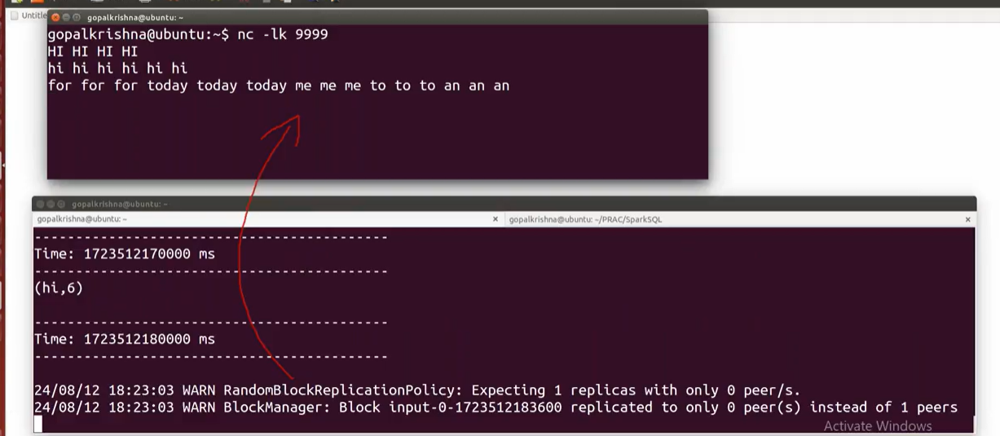 Untitle
gopalkrishna@ubuntu: ~
gopalkrishna@ubuntu:~$ nc -lk 9999
HI HI HI HI
hi hi hi hi hi hi
for for for today today today me me me to to to an an an
gopalkrishna@ubuntu: ~
gopalkrishna@ubuntu: ~ × gopalkrishna@ubuntu: ~/PRAC/SparkSQL ×
-------------------------------------------
Time: 1723512170000 ms
-------------------------------------------
(hi,6)
-------------------------------------------
Time: 1723512180000 ms
-------------------------------------------
24/08/12 18:23:03 WARN RandomBlockReplicationPolicy: Expecting 1 replicas with only 0 peer/s.
24/08/12 18:23:03 WARN BlockManager: Block input-0-1723512183600 replicated to only 0 peer(s) instead of 1 peers
Activate Windows